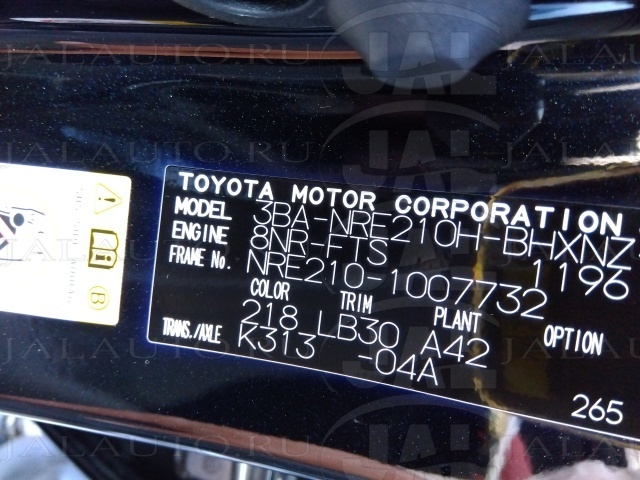 TOYOTA MOTOR CORPORATION
MODEL 3BA-NRE210H-BHXNZ
ENGINE 8NR-FTS 1196
FRAME No. NRE210-1007732
COLOR TRIM PLANT OPTION
218 LB30 A42
TRANS./AXLE K313 -04A
265
B
JAL
JALAUTO.RU